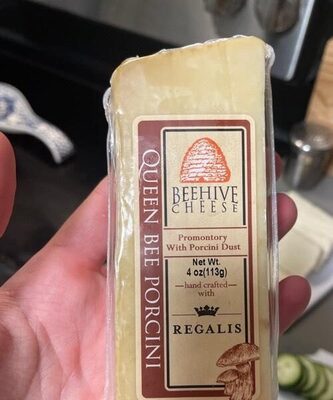 QUEEN BEE PORCINI
BEEHIVE
CHEESE
Promontory
With Porcini Dust
Net Wt.
4 oz(113g)
hand crafted
with
REGALIS